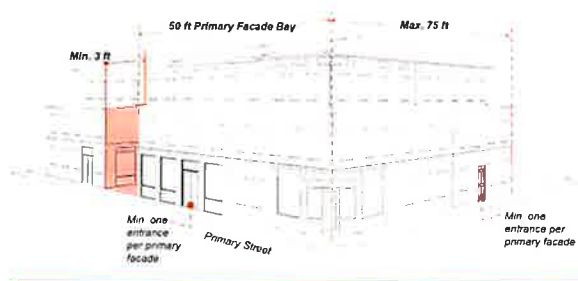 50 ft Primary Facade Bay
Max. 75 ft
Min. 3 ft
Min one
entrance
per primary
facade
Primary Street
Min one
entrance per
primary facade